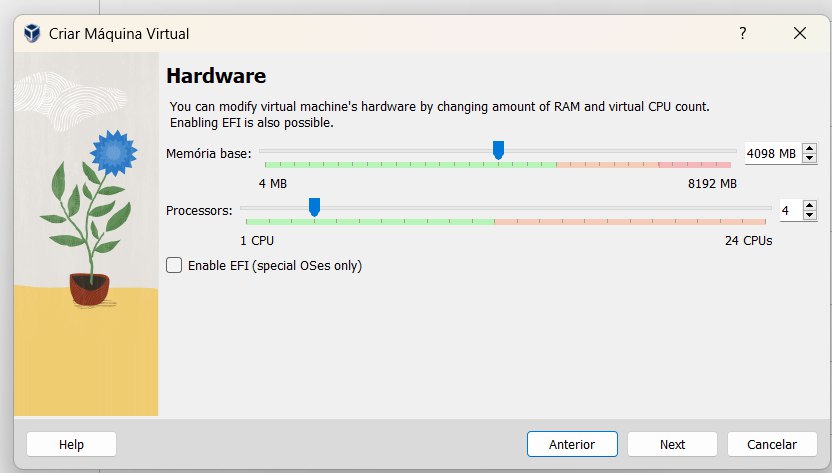 Criar Máquina Virtual
Hardware
You can modify virtual machine's hardware by changing amount of RAM and virtual CPU count.
Enabling EFI is also possible.
Memória base:
4098 MB
4 MB
8192 MB
Processors:
4
1 CPU
24 CPUs
Enable EFI (special OSes only)
Help
Anterior
Next
Cancelar